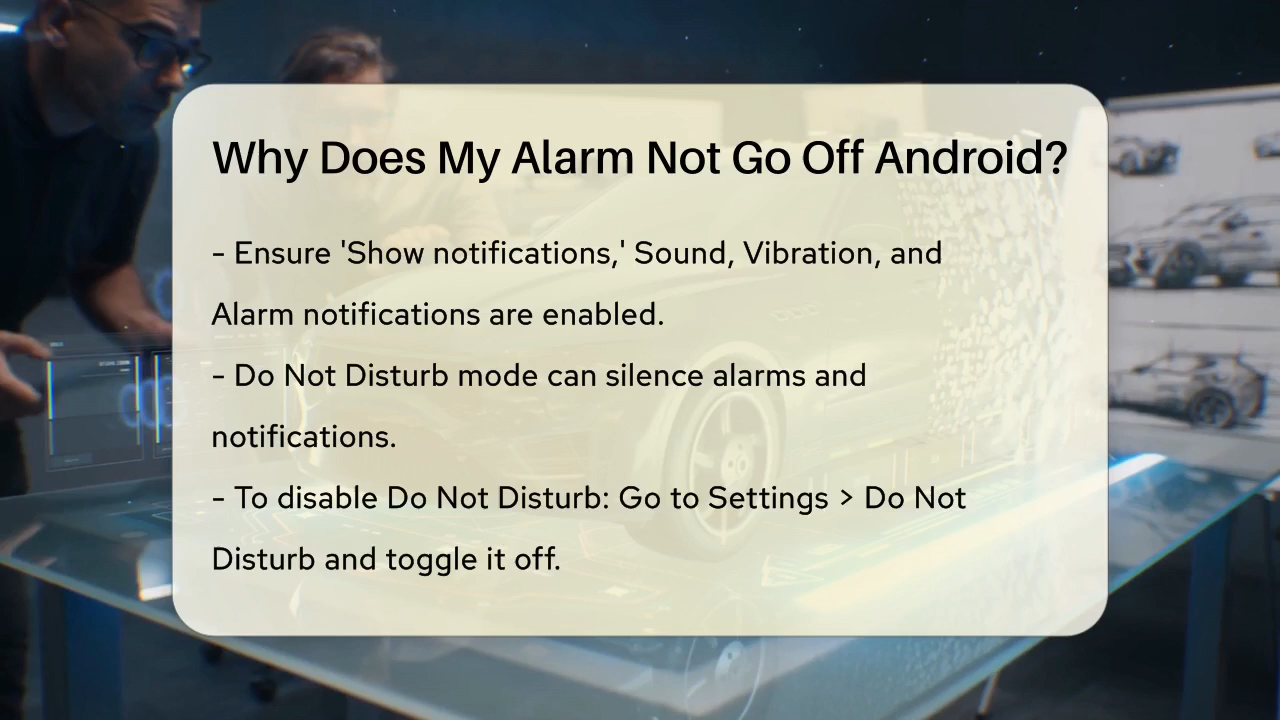 Why Does My Alarm Not Go Off Android?
- Ensure 'Show notifications,' Sound, Vibration, and
Alarm notifications are enabled.
- Do Not Disturb mode can silence alarms and
notifications.
- To disable Do Not Disturb: Go to Settings > Do Not
Disturb and toggle it off.